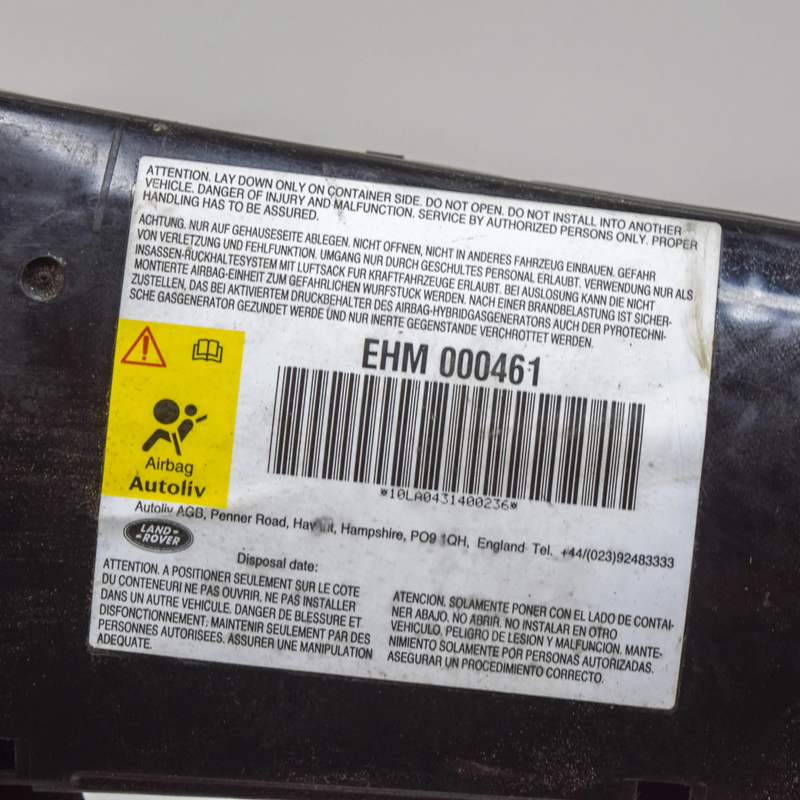 ATTENTION. LAY DOWN ONLY ON CONTAINER SIDE. DO NOT OPEN. DO NOT INSTALL INTO ANOTHER
VEHICLE. DANGER OF INJURY AND MALFUNCTION. SERVICE BY AUTHORIZED PERSONS ONLY. PROPER
HANDLING HAS TO BE ASSURED.
ACHTUNG. NUR AUF GEHAUSESEITE ABLEGEN. NICHT OFFNEN, NICHT IN ANDERES FAHRZEUG EINBAUEN. GEFAHR
VON VERLETZUNG UND FEHLFUNKTION. UMGANG NUR DURCH GESCHULTES PERSONAL ERLAUBT. VERWENDUNG NUR ALS
INSASSEN-RUCKHALTESYSTEM MIT LUFTSACK FUR KRAFTFAHRZEUGE ERLAUBT. BEI AUSLOSUNG KANN DIE NICHT
MONTIERTE AIRBAG-EINHEIT ZUM GEFAHRLICHEN WURFSTUCK WERDEN. NACH EINER BRANDBELASTUNG IST SICHER-
ZUSTELLEN, DAS BEI AKTIVIERTEM DRUCKBEHALTER DES AIRBAG-HYBRIDGASGENERATORS AUCH DER PYROTECHNI-
SCHE GASGENERATOR GEZUNDET WERDE UND NUR INERTE GEGENSTANDE VERCHROTTET WERDEN.
EHM 000461
*10LA0431400236*
Airbag
Autoliv
Autoliv AGB, Penner Road, Hampshire, PO9 1QH, England Tel. +44/(023)92483333
LAND-
-ROVER
Disposal date:
ATTENTION. A POSITIONER SEULEMENT SUR LE COTE
DU CONTENEURI NE PAS OUVRIR. NE PAS INSTALLER
DANS UN AUTRE VEHICULE. DANGER DE BLESSURE ET
DISFONCTIONNEMENT; MAINTENIR SEULEMENT PAR DES
PERSONNES AUTORISEES. ASSURER UNE MANIPULATION
ADEQUATE.
ATENCION. SOLAMENTE PONER CON EL LADO DE CONTAI-
NER ABAJO. NO ABRIR. NO INSTALAR EN OTRO
VEHICULO. PELIGRO DE LESION Y MALFUNCION. MANTE-
NIMIENTO SOLAMENTE POR PERSONAS AUTORIZADAS.
ASEGURAR UN PROCEDIMIENTO CORRECTO.